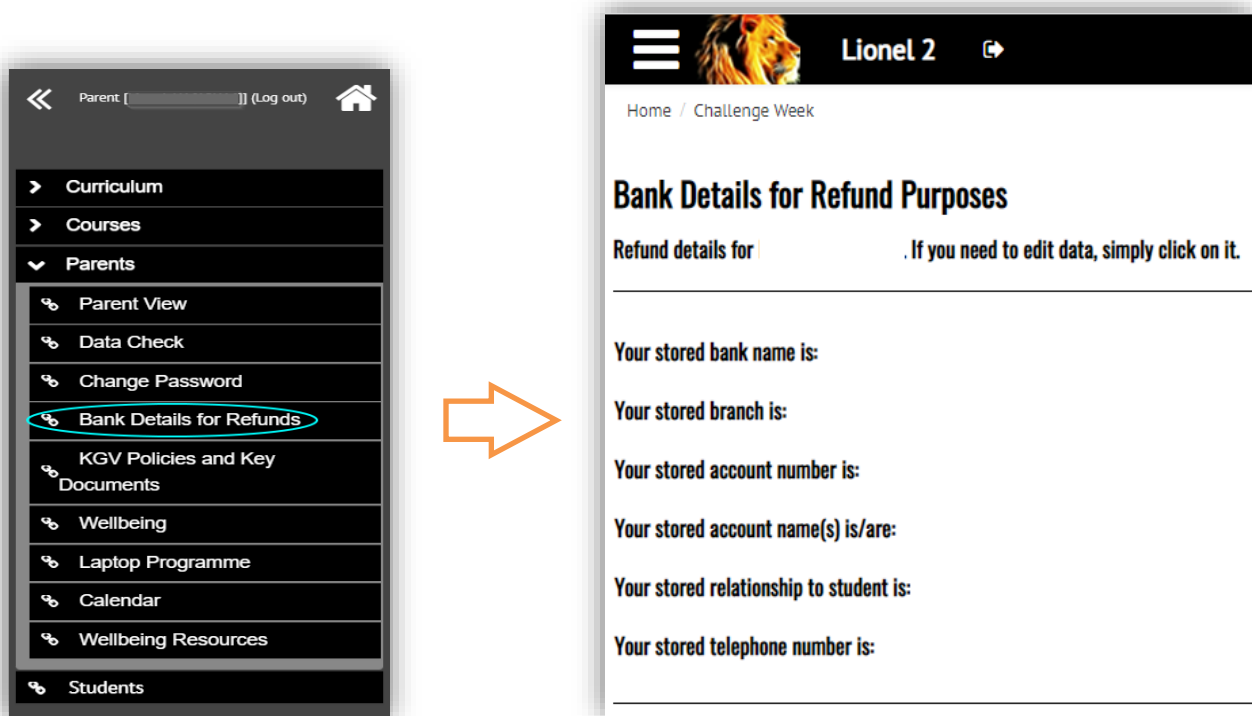 Parent [ ]] (Log out)
Curriculum
Courses
Parents
Parent View
Data Check
Change Password
Bank Details for Refunds
KGV Policies and Key
Documents
Wellbeing
Laptop Programme
Calendar
Wellbeing Resources
Students
Lionel 2
Home / Challenge Week
Bank Details for Refund Purposes
Refund details for . If you need to edit data, simply click on it.
Your stored bank name is:
Your stored branch is:
Your stored account number is:
Your stored account name(s) is/are:
Your stored relationship to student is:
Your stored telephone number is: